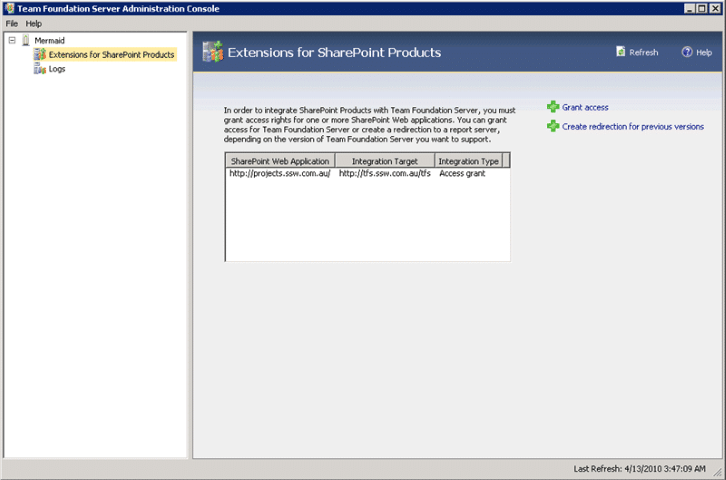 Team Foundation Server Administration Console
File Help
Mermaid
Extensions for SharePoint Products
Logs
Extensions for SharePoint Products
Refresh
Help
In order to integrate SharePoint Products with Team Foundation Server, you must
grant access rights for one or more SharePoint Web applications. You can grant
access for Team Foundation Server or create a redirection to a report server,
depending on the version of Team Foundation Server you want to support.
Grant access
Create redirection for previous versions
SharePoint Web Application Integration Target Integration Type
http://projects.ssw.com.au/ http://tfs.ssw.com.au/tfs Access grant
Last Refresh: 4/13/2010 3:47:09 AM